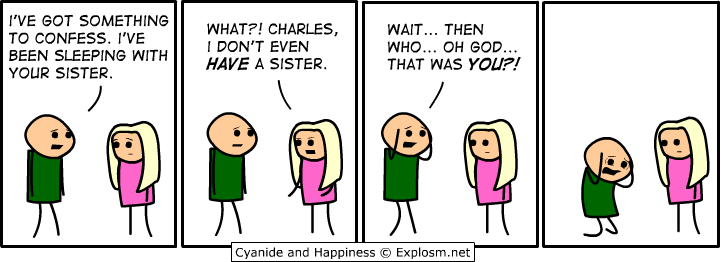 I'VE GOT SOMETHING
TO CONFESS. I'VE
BEEN SLEEPING WITH
YOUR SISTER.
WHAT?! CHARLES,
I DON'T EVEN
HAVE A SISTER.
WAIT... THEN
WHO... OH GOD...
THAT WAS YOU?!
Cyanide and Happiness © Explosm.net